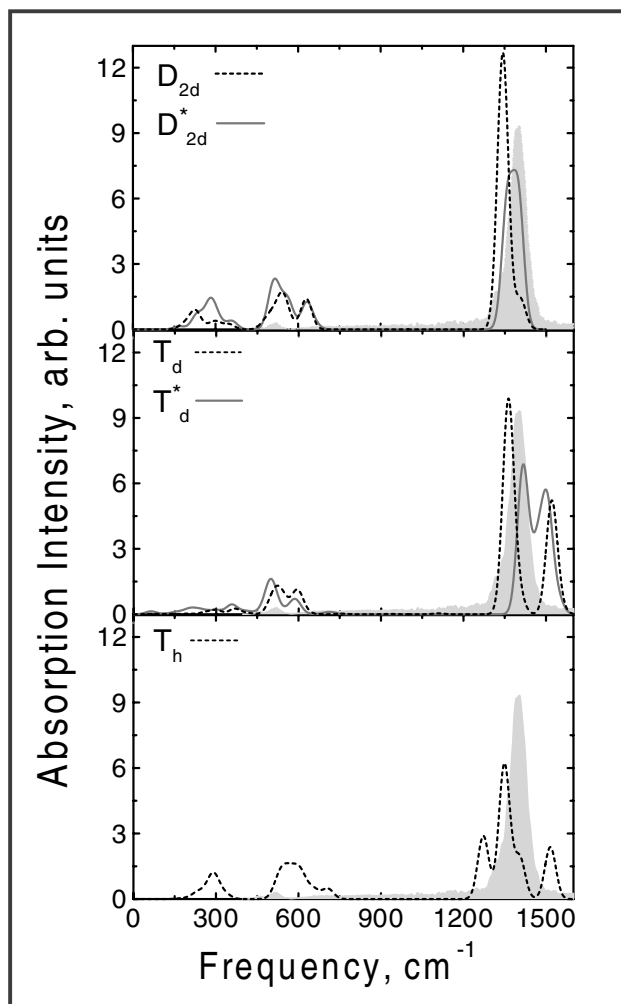 Absorption Intensity, arb. units
12
9
6
3
0
D2d
D*2d
12
9
6
3
0
Td
T*d
12
9
6
3
0
Th
0 300 600 900 1200 1500
Frequency, cm-1